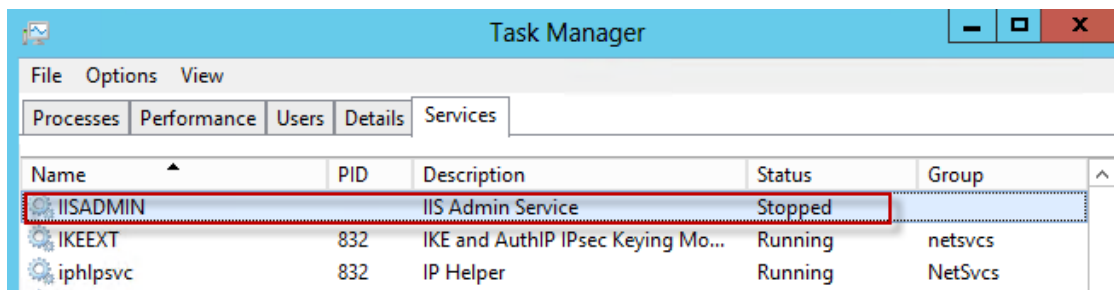 Task Manager
File Options View
Processes Performance Users Details Services
Name PID Description Status Group
IISADMIN IIS Admin Service Stopped
IKEEXT 832 IKE and AuthIP IPsec Keying Mo... Running netsvcs
iphlpsvc 832 IP Helper Running NetSvcs